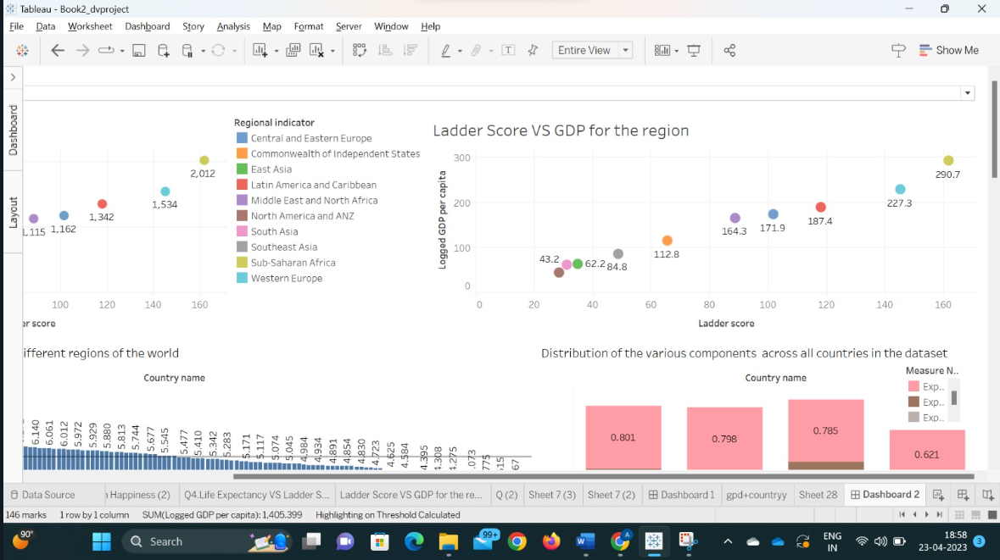 Tableau - Book2_dvproject
File Data Worksheet Dashboard Story Analysis Map Format Server Window Help
Entire View
Show Me
Dashboard
Layout
2,012
1,534
1,342
1,162
1,115
100 120 140 160
er score
Regional indicator
Central and Eastern Europe
Commonwealth of Independent States
East Asia
Latin America and Caribbean
Middle East and North Africa
North America and ANZ
South Asia
Southeast Asia
Sub-Saharan Africa
Western Europe
Ladder Score VS GDP for the region
Logged GDP per capita
300
200
100
0
290.7
227.3
187.4
171.9
164.3
112.8
84.8
62.2
43.2
0 20 40 60 80 100 120 140 160
Ladder score
ifferent regions of the world
Country name
6.140 6.061 6.012 5.972 5.929 5.880 5.813 5.744 5.677 5.545 5.477 5.410 5.342 5.283 5.171 5.117 5.074 5.045 4.984 4.934 4.891 4.854 4.830 4.723 4.625 4.584 4.395 4.308 4.275 .073 775 515 67
Distribution of the various components across all countries in the dataset
Country name
Measure N..
Exp..
Exp..
Exp..
0.801
0.798
0.785
0.621
Data Source
n Happiness (2)
Q4.Life Expectancy VS Ladder S...
Ladder Score VS GDP for the re...
Q (2)
Sheet 7 (3)
Sheet 7 (2)
Dashboard 1
gpd+countryy
Sheet 28
Dashboard 2
146 marks 1 row by 1 column SUM(Logged GDP per capita): 1,405.399 Highlighting on Threshold Calculated
90°
Search
99+
ENG
IN
18:58
23-04-2023
3